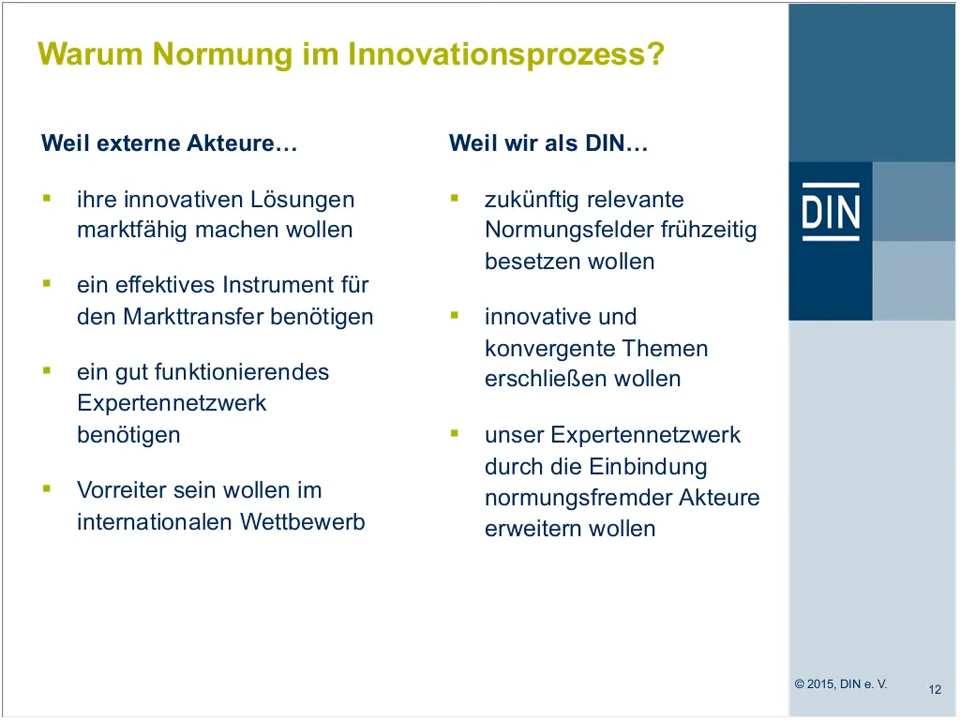 Warum Normung im Innovationsprozess?
Weil externe Akteure…
▪ ihre innovativen Lösungen
marktfähig machen wollen
▪ ein effektives Instrument für
den Markttransfer benötigen
▪ ein gut funktionierendes
Expertennetzwerk
benötigen
▪ Vorreiter sein wollen im
internationalen Wettbewerb
Weil wir als DIN…
▪ zukünftig relevante
Normungsfelder frühzeitig
besetzen wollen
▪ innovative und
konvergente Themen
erschließen wollen
▪ unser Expertennetzwerk
durch die Einbindung
normungsfremder Akteure
erweitern wollen
DIN
© 2015, DIN e. V.
12